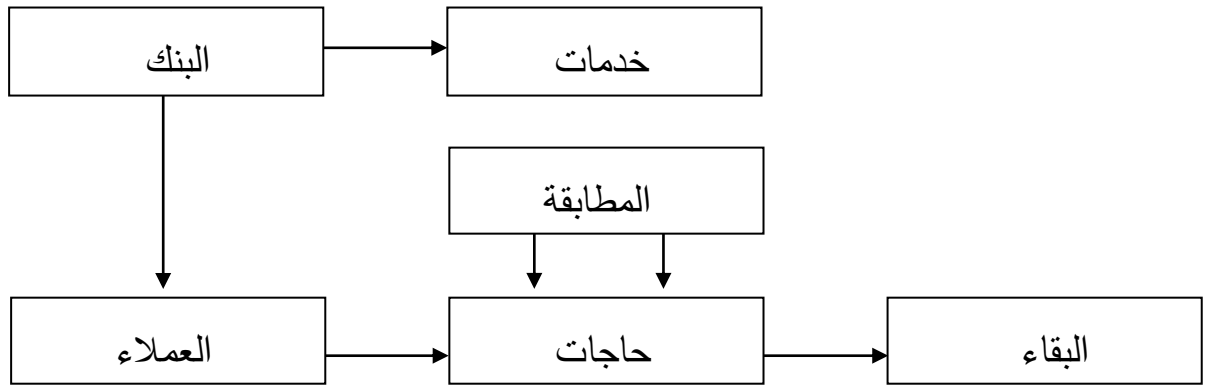 البنك
خدمات
المطابقة
العملاء
حاجات
البقاء